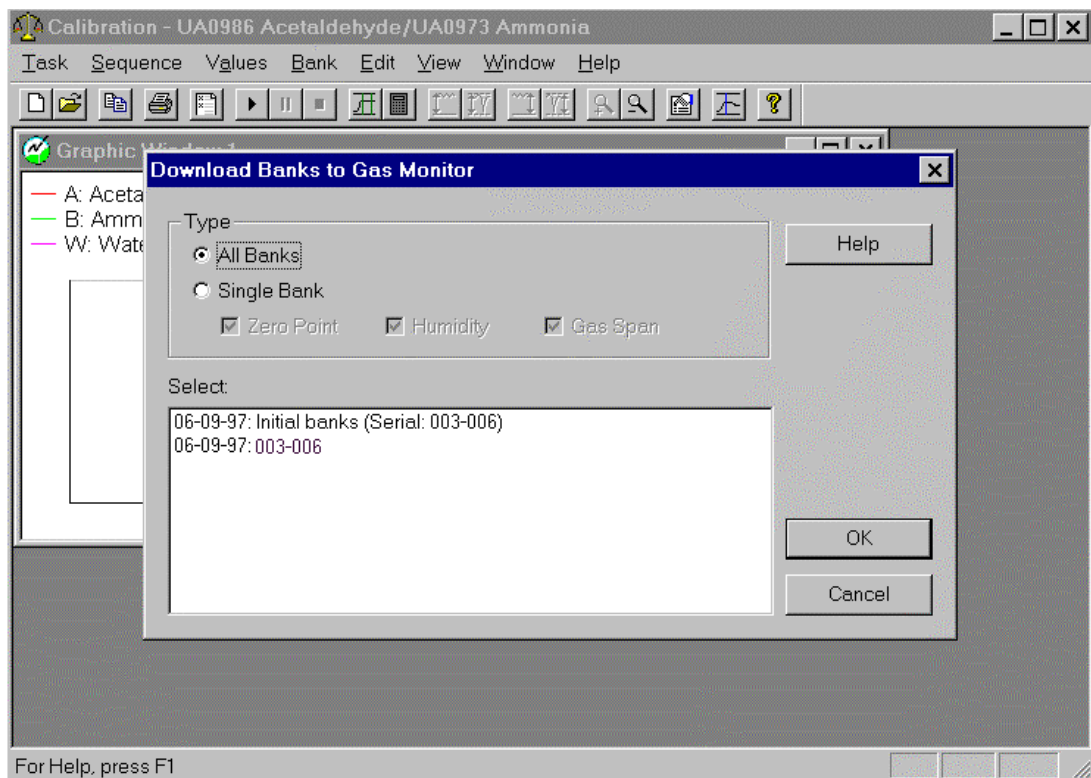 Calibration - UA0986 Acetaldehyde/UA0973 Ammonia
Task Sequence Values Bank Edit View Window Help
Graphic
Download Banks to Gas Monitor
A: Aceta
B: Amm
W: Wate
Type
All Banks
Single Bank
Zero Point Humidity Gas Span
Help
Select:
06-09-97: Initial banks (Serial: 003-006)
06-09-97: 003-006
OK
Cancel
For Help, press F1